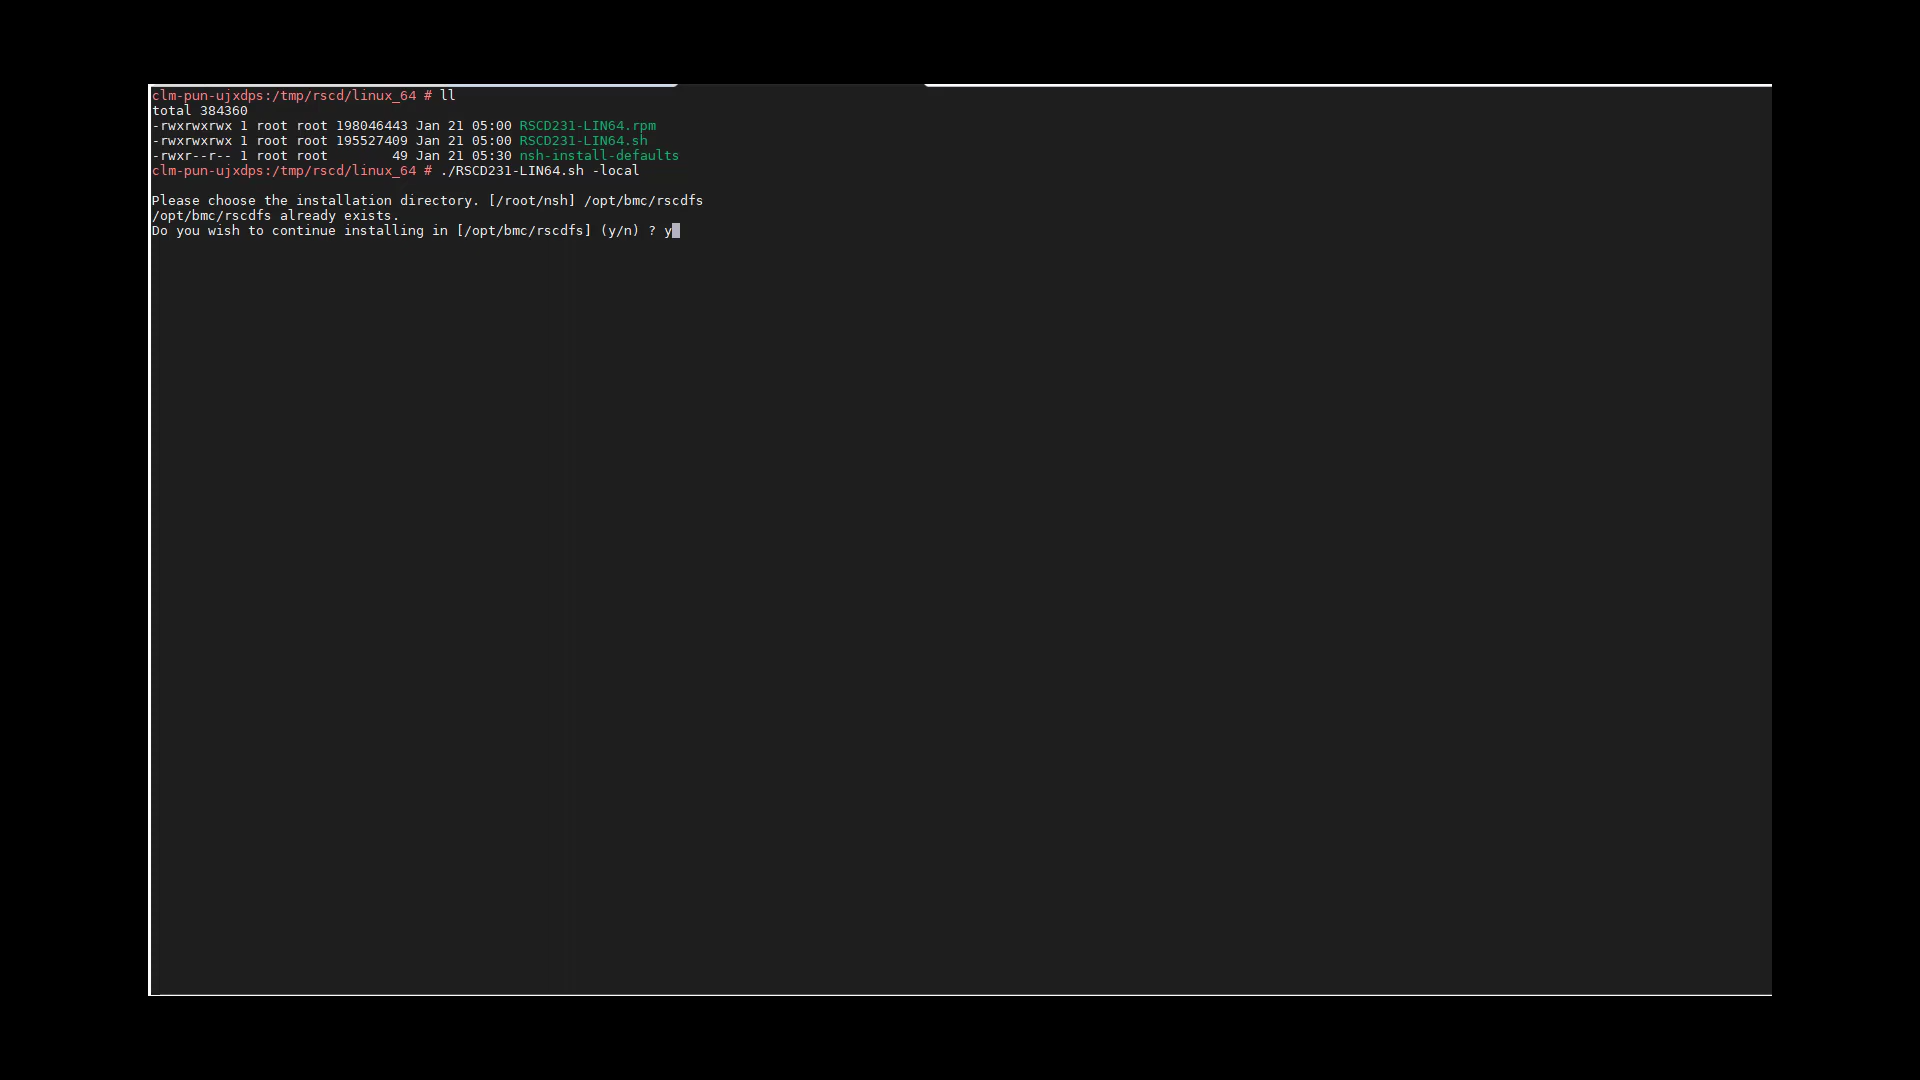 clm-pun-ujxdps:/tmp/rscd/linux_64 # ll
total 384360
-rwxrwxrwx 1 root root 198046443 Jan 21 05:00 RSCD231-LIN64.rpm
-rwxrwxrwx 1 root root 195527409 Jan 21 05:00 RSCD231-LIN64.sh
-rwxr--r-- 1 root root        49 Jan 21 05:30 nsh-install-defaults
clm-pun-ujxdps:/tmp/rscd/linux_64 # ./RSCD231-LIN64.sh -local
Please choose the installation directory. [/root/nsh] /opt/bmc/rscdfs
/opt/bmc/rscdfs already exists.
Do you wish to continue installing in [/opt/bmc/rscdfs] (y/n) ? y